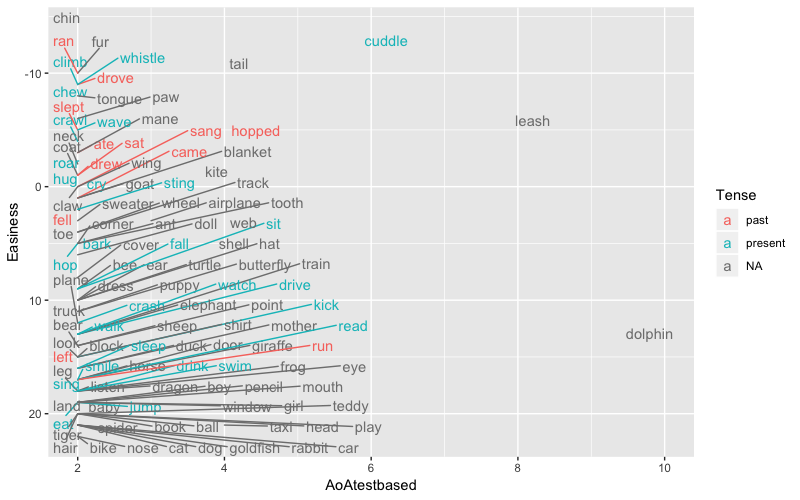 chin
ran fur cuddle
climb whistle tail
-10
drove
chew tongue paw
slept
crawl wave mane leash
neck ate sat sang hopped
coat came blanket
roar drew wing kite
hug cry goat sting track
0
claw sweater wheel airplane tooth
fell corner ant doll web sit
toe
bark cover fall shell hat
hop bee ear turtle butterfly train
plane dress puppy watch drive
10
truck crash elephant point kick
bear walk sheep shirt mother read dolphin
look block sleep duck door giraffe run
left
leg smile horse drink swim frog eye
sing listen dragon boy pencil mouth
land baby jump window girl teddy
20
eat spider book ball taxi head play
tiger
hair bike nose cat dog goldfish rabbit car
2 4 6 8 10
AoAtestbased
Easiness
Tense
a past
a present
a NA